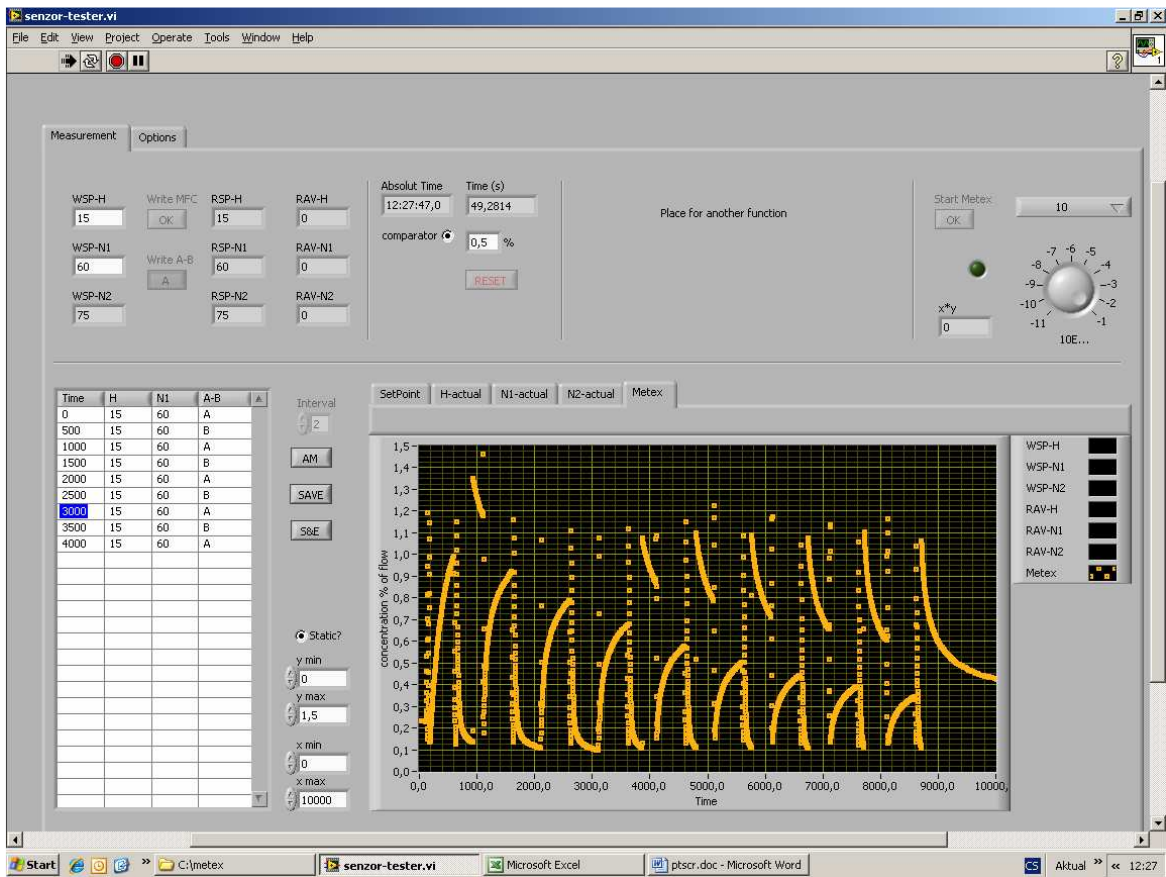 senzor-tester.vi
File Edit View Project Operate Tools Window Help
1
Measurement Options
WSP-H Write MFC RSP-H RAV-H
15 OK 15 0
WSP-N1 Write A-B RSP-N1 RAV-N1
60 A 60 0
WSP-N2 RSP-N2 RAV-N2
75 75 0
Absolut Time Time (s)
12:27:47,0 49,2814
comparator 0,5 %
RESET
Place for another function
Start Metex
OK 10
-7 -6 -5
-8 -4
-9 -3
-10 -2
-11 -1
10E...
x*y
0
Time H N1 A-B
0 15 60 A
500 15 60 B
1000 15 60 A
1500 15 60 B
2000 15 60 A
2500 15 60 B
3000 15 60 A
3500 15 60 B
4000 15 60 A
Interval
2
AM
SAVE
S&E
Static?
y min
0
y max
1,5
x min
0
x max
10000
SetPoint H-actual N1-actual N2-actual Metex
concentration % of flow
1,5
1,4
1,3
1,2
1,1
1,0
0,9
0,8
0,7
0,6
0,5
0,4
0,3
0,2
0,1
0,0
0,0 1000,0 2000,0 3000,0 4000,0 5000,0 6000,0 7000,0 8000,0 9000,0 10000,
Time
WSP-H
WSP-N1
WSP-N2
RAV-H
RAV-N1
RAV-N2
Metex
Start » C:\metex senzor-tester.vi Microsoft Excel ptscr.doc - Microsoft Word CS Aktual » « 12:27